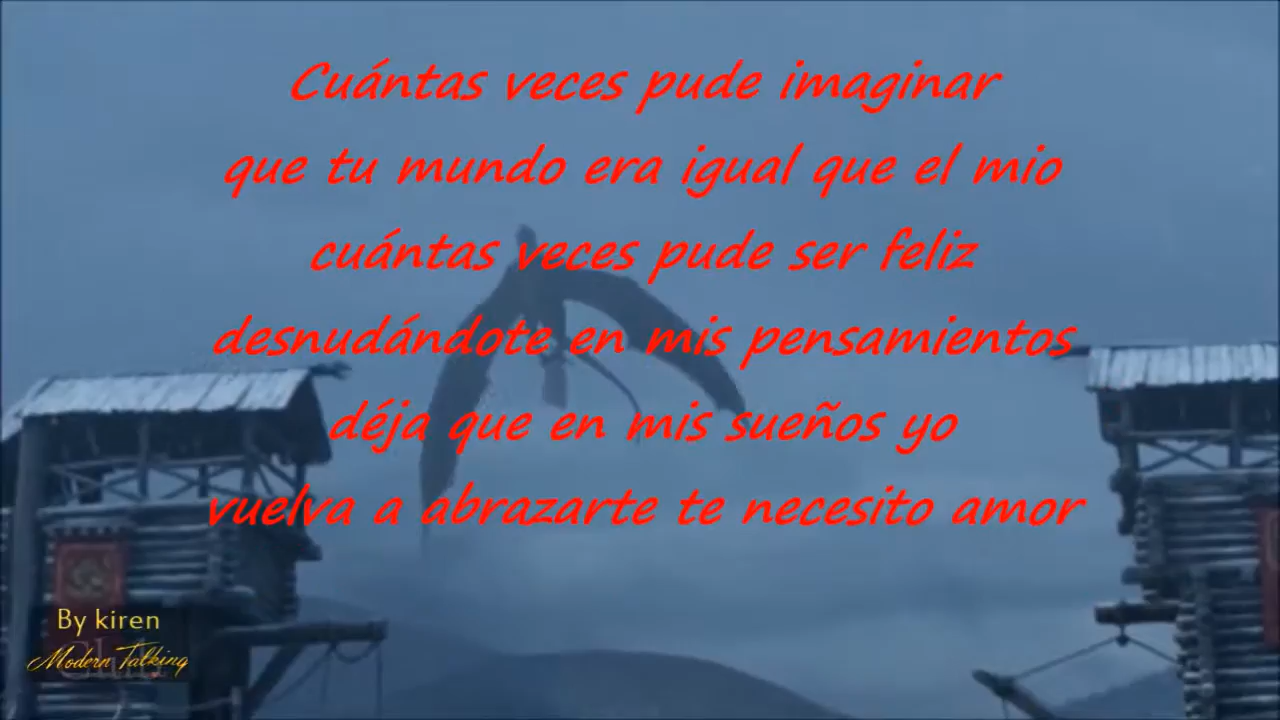 Cuántas veces pude imaginar
que tu mundo era igual que el mio
cuántas veces pude ser feliz
desnudándote en mis pensamientos
déja que en mis sueños yo
vuelva a abrazarte te necesito amor
By kiren
Modern Talking